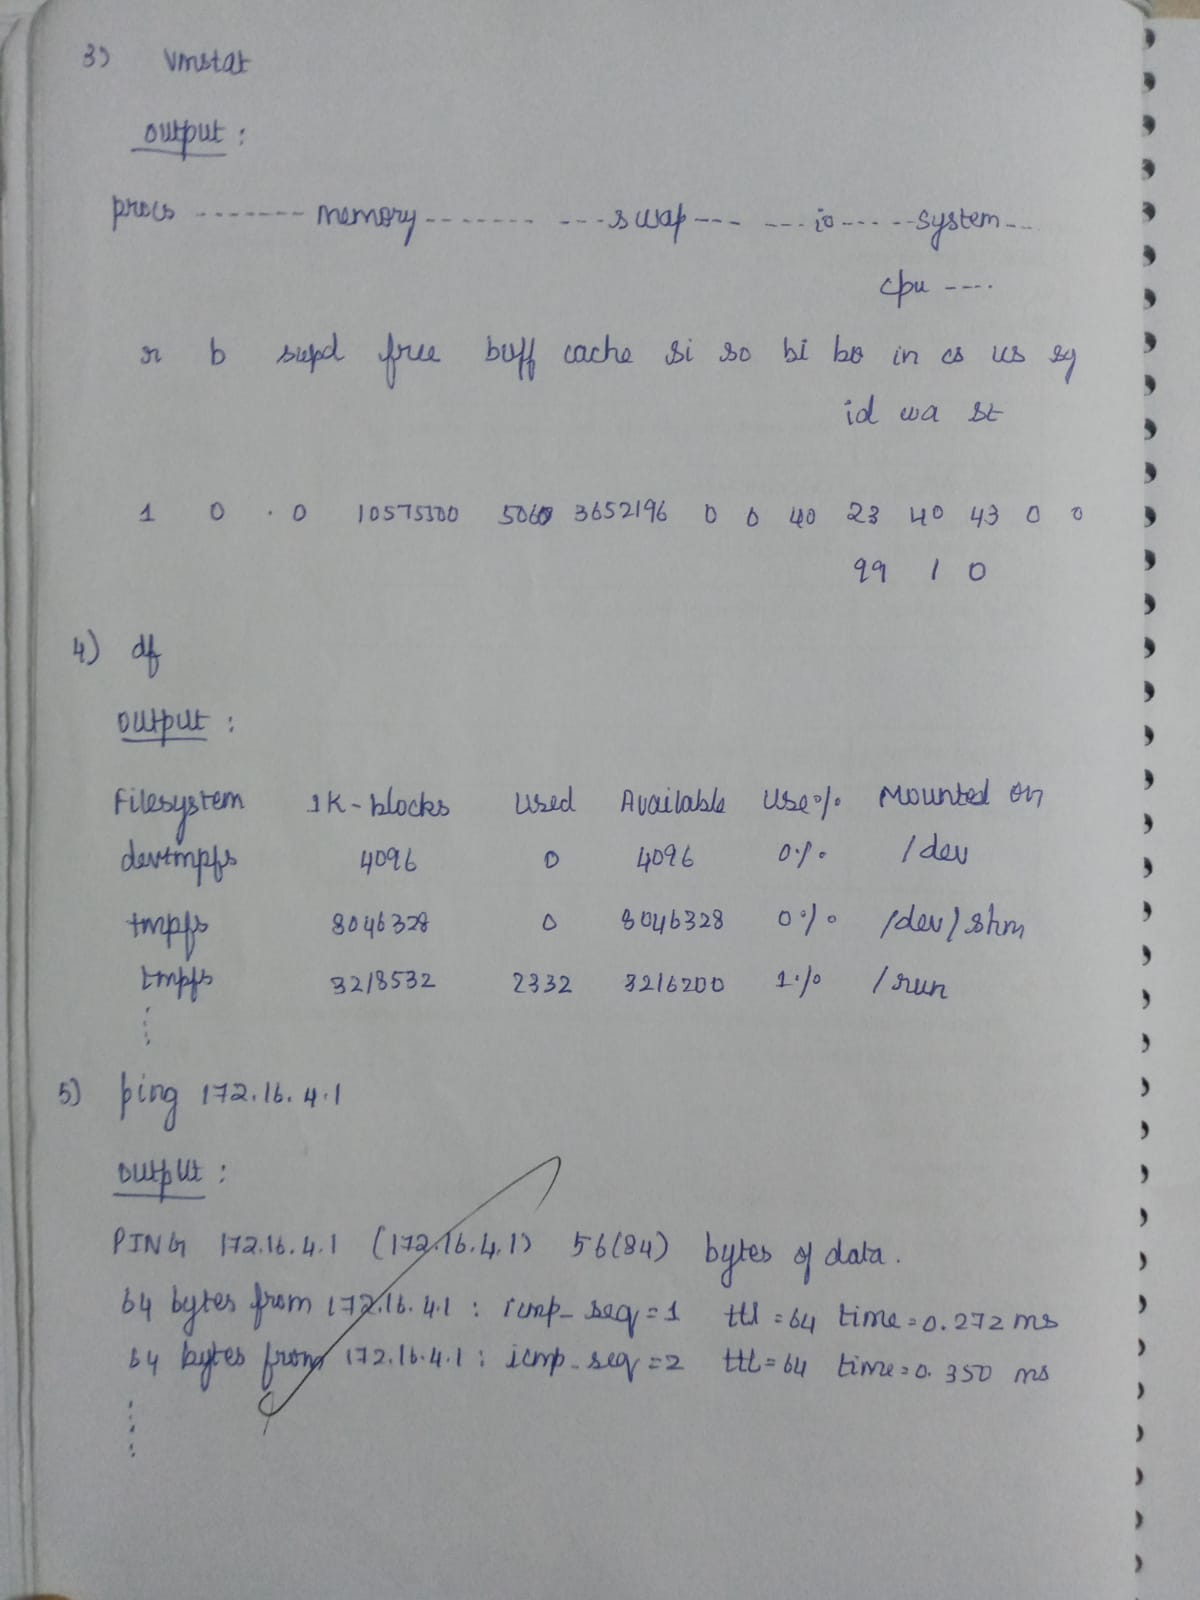 3) vmstat
output :
procs ------- memory ------- ---swap--- ---io--- --system---
cpu ----
r b swpd free buff cache si so bi bo in cs us sy
id wa st
1 0 0 10575300 5060 3652196 0 0 40 23 40 43 0 0
99 1 0
4) df
output :
Filesystem 1K-blocks Used Available Use% Mounted on
devtmpfs 4096 0 4096 0% /dev
tmpfs 8046328 0 8046328 0% /dev/shm
tmpfs 3218532 2332 3216200 1% /run
5) ping 172.16.4.1
output :
PING 172.16.4.1 (172.16.4.1) 56(84) bytes of data.
64 bytes from 172.16.4.1 : icmp_seq=1 ttl=64 time=0.272 ms
64 bytes from 172.16.4.1 : icmp_seq=2 ttl=64 time=0.350 ms